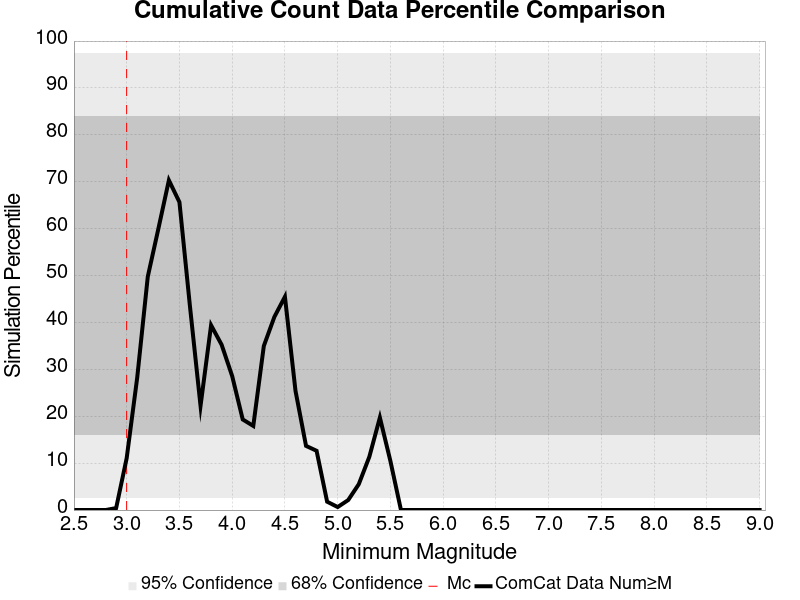 Cumulative Count Data Percentile Comparison
100
90
80
70
60
50
40
30
20
10
0
Simulation Percentile
2.5 3.0 3.5 4.0 4.5 5.0 5.5 6.0 6.5 7.0 7.5 8.0 8.5 9.0
Minimum Magnitude
95% Confidence 68% Confidence Mc ComCat Data Num≥M